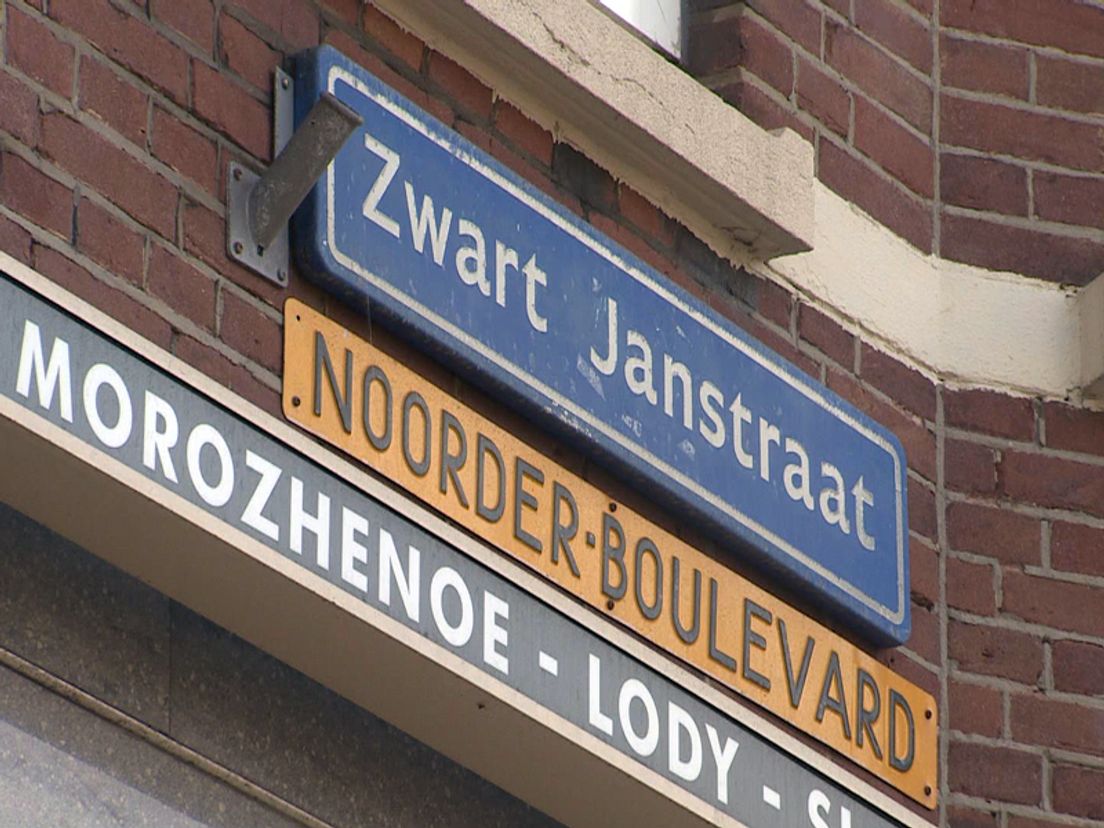 Zwart Janstraat
NOORDER-BOULEVARD
MOROZHENOE - LODY -